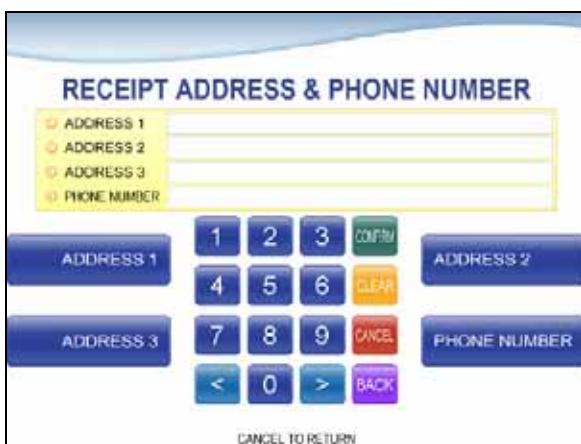 RECEIPT ADDRESS & PHONE NUMBER
ADDRESS 1
ADDRESS 2
ADDRESS 3
PHONE NUMBER
1 2 3 CONFIRM
ADDRESS 1 ADDRESS 2
4 5 6 CLEAR
7 8 9 CANCEL
ADDRESS 3 PHONE NUMBER
< 0 > BACK
CANCEL TO RETURN